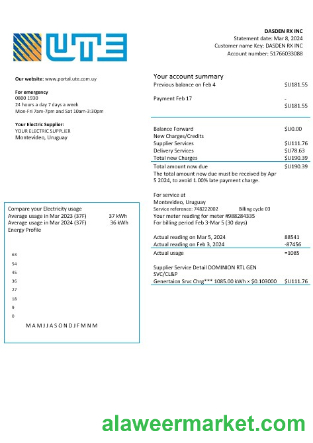 UTE
DASDEN RX INC
Statement date: Mar 8, 2024
Customer name Key: DASDEN RX INC
Account number: 51766033088
Our website: www.portal.ute.com.uy
For emergency
0800 1930
24 hours a day 7 days a week
Mon-Fri 7am-7pm and Sat 10am-3:30pm
Your Electric Supplier:
YOUR ELECTRIC SUPPLIER
Montevideo, Uruguay
Your account summary
Previous balance on Feb 4 $U181.55
Payment Feb 17 -
$U181.55
Balance Forward $U0.00
New Charges/Credits
Supplier Services $U111.76
Delivery Services $U78.63
Total new Charges $U190.39
Total amount now due $U190.39
The total amount now due must be received by Apr
5 2024, to avoid 1.00% late payment charge.
For service at
Montevideo, Uruguay
Service reference: 748222002 Billing cycle 03
Your meter reading for meter #988284335
For billing period Feb 3-Mar 5 (30 days)
Actual reading on Mar 5, 2024 88541
Actual reading on Feb 3, 2024 -87456
Actual usage =1085
Supplier Service Detail DOMINION RTL GEN
SVC/CL&P
Genertaion Srvc Chrg*** 1085.00 kWh × $0.103000 $U111.76
Compare your Electricity usage
Average usage in Mar 2023 (37F) 37 kWh
Average usage in Mar 2024 (37F) 36 kWh
Energy Profile
54
45
36
27
18
9
0
M A M J J A S O N D J F M N M
alaweermarket.com